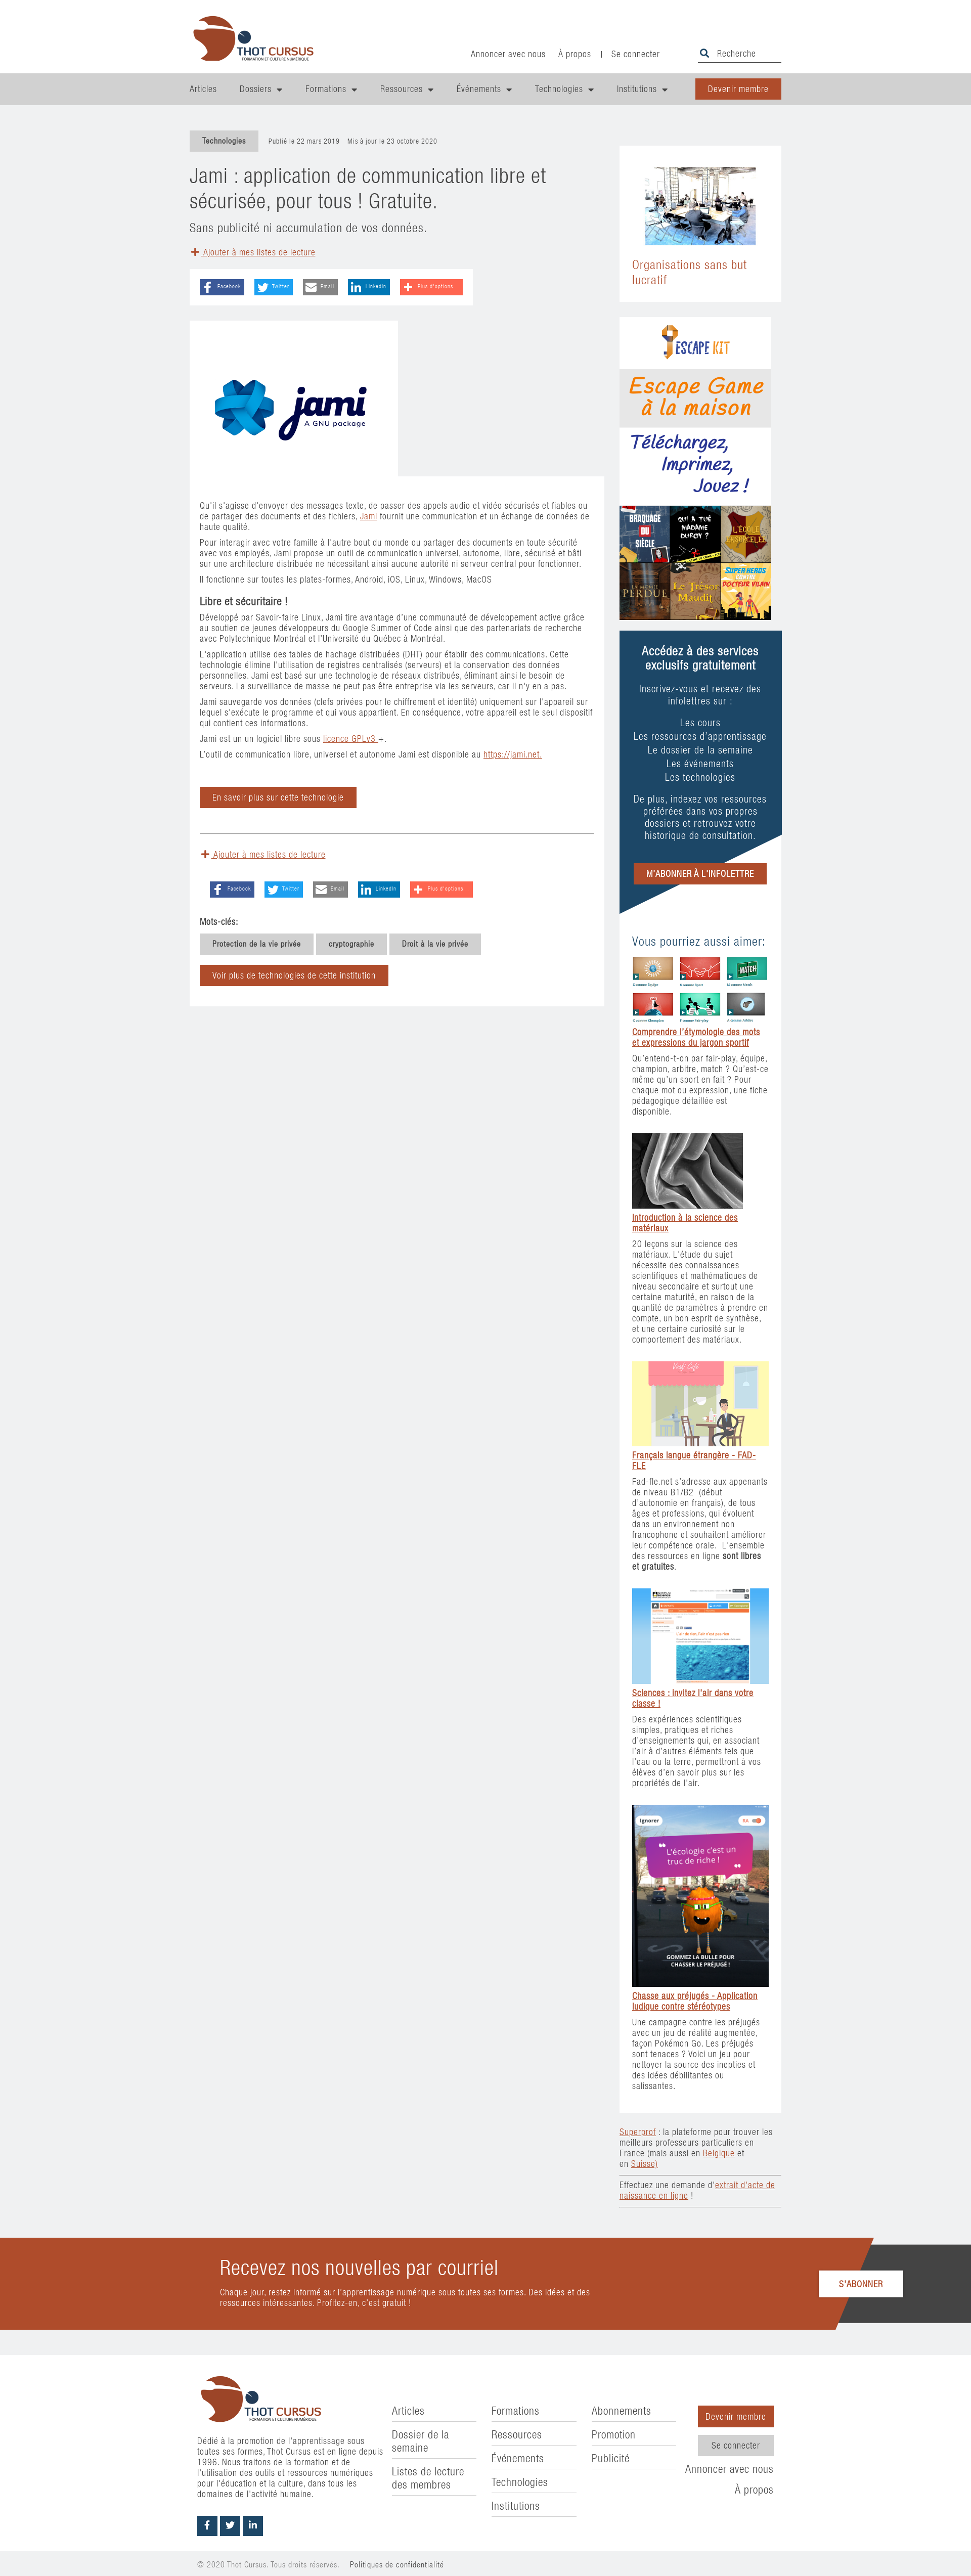 THOT CURSUS
FORMATION ET CULTURE NUMÉRIQUE
Annoncer avec nous
À propos
|
Se connecter
Recherche
Articles
Dossiers
Formations
Ressources
Événements
Technologies
Institutions
Devenir membre
Technologies
Publié le 22 mars 2019
Mis à jour le 23 octobre 2020
Jami : application de communication libre et
sécurisée, pour tous ! Gratuite.
Sans publicité ni accumulation de vos données.
Ajouter à mes listes de lecture
Facebook
Twitter
Email
LinkedIn
Plus d'options...
jami
A GNU package
Qu'il s'agisse d'envoyer des messages texte, de passer des appels audio et vidéo sécurisés et fiables ou
de partager des documents et des fichiers, Jami fournit une communication et un échange de données de
haute qualité.
Pour interagir avec votre famille à l'autre bout du monde ou partager des documents en toute sécurité
avec vos employés, Jami propose un outil de communication universel, autonome, libre, sécurisé et bâti
sur une architecture distribuée ne nécessitant ainsi aucune autorité ni serveur central pour fonctionner.
Il fonctionne sur toutes les plates-formes, Android, iOS, Linux, Windows, MacOS
Libre et sécuritaire !
Développé par Savoir-faire Linux, Jami tire avantage d'une communauté de développement active grâce
au soutien de jeunes développeurs du Google Summer of Code ainsi que des partenariats de recherche
avec Polytechnique Montréal et l'Université du Québec à Montréal.
L'application utilise des tables de hachage distribuées (DHT) pour établir des communications. Cette
technologie élimine l'utilisation de registres centralisés (serveurs) et la conservation des données
personnelles. Jami est basé sur une technologie de réseaux distribués, éliminant ainsi le besoin de
serveurs. La surveillance de masse ne peut pas être entreprise via les serveurs, car il n'y en a pas.
Jami sauvegarde vos données (clefs privées pour le chiffrement et identité) uniquement sur l'appareil sur
lequel s'exécute le programme et qui vous appartient. En conséquence, votre appareil est le seul dispositif
qui contient ces informations.
Jami est un un logiciel libre sous licence GPLv3 +.
L'outil de communication libre, universel et autonome Jami est disponible au https://jami.net.
En savoir plus sur cette technologie
Ajouter à mes listes de lecture
Facebook
Twitter
Email
LinkedIn
Plus d'options...
Mots-clés:
Protection de la vie privée
cryptographie
Droit à la vie privée
Voir plus de technologies de cette institution
Organisations sans but
lucratif
ESCAPE KIT
Escape Game
à la maison
Téléchargez,
Imprimez,
Jouez !
BRAQUAGE
DU
SIÈCLE
QUI A TUÉ
MADAME
DUFOY ?
L'ÉCOLE
ENSORCELÉE
PERDUE
Le Trésor
Maudit
SUPER-HEROS
CONTRE
DOCTEUR VILAIN
Accédez à des services
exclusifs gratuitement
Inscrivez-vous et recevez des
infolettres sur :
Les cours
Les ressources d'apprentissage
Le dossier de la semaine
Les événements
Les technologies
De plus, indexez vos ressources
préférées dans vos propres
dossiers et retrouvez votre
historique de consultation.
M'ABONNER À L'INFOLETTRE
Vous pourriez aussi aimer:
MATCH
Comprendre l'étymologie des mots
et expressions du jargon sportif
Qu'entend-t-on par fair-play, équipe,
champion, arbitre, match ? Qu'est-ce
même qu'un sport en fait ? Pour
chaque mot ou expression, une fiche
pédagogique détaillée est
disponible.
Introduction à la science des
matériaux
20 leçons sur la science des
matériaux. L'étude du sujet
nécessite des connaissances
scientifiques et mathématiques de
niveau secondaire et surtout une
certaine maturité, en raison de la
quantité de paramètres à prendre en
compte, un bon esprit de synthèse,
et une certaine curiosité sur le
comportement des matériaux.
Français langue étrangère - FAD-
FLE
Fad-fle.net s'adresse aux appenants
de niveau B1/B2 (début
d'autonomie en français), de tous
âges et professions, qui évoluent
dans un environnement non
francophone et souhaitent améliorer
leur compétence orale. L'ensemble
des ressources en ligne sont libres
et gratuites.
Sciences : invitez l'air dans votre
classe !
Des expériences scientifiques
simples, pratiques et riches
d'enseignements qui, en associant
l'air à d'autres éléments tels que
l'eau ou la terre, permettront à vos
élèves d'en savoir plus sur les
propriétés de l'air.
Ignorer
L'écologie c'est un
truc de riche !
GOMMEZ LA BULLE POUR
CHASSER LE PRÉJUGÉ !
Chasse aux préjugés - Application
ludique contre stéréotypes
Une campagne contre les préjugés
avec un jeu de réalité augmentée,
façon Pokémon Go. Les préjugés
sont tenaces ? Voici un jeu pour
nettoyer la source des inepties et
des idées débilitantes ou
salissantes.
Superprof : la plateforme pour trouver les
meilleurs professeurs particuliers en
France (mais aussi en Belgique et
en Suisse)
Effectuez une demande d'extrait d'acte de
naissance en ligne !
Recevez nos nouvelles par courriel
Chaque jour, restez informé sur l'apprentissage numérique sous toutes ses formes. Des idées et des
ressources intéressantes. Profitez-en, c'est gratuit !
S'ABONNER
THOT CURSUS
FORMATION ET CULTURE NUMÉRIQUE
Dédié à la promotion de l'apprentissage sous
toutes ses formes, Thot Cursus est en ligne depuis
1996. Nous traitons de la formation et de
l'utilisation des outils et ressources numériques
pour l'éducation et la culture, dans tous les
domaines de l'activité humaine.
Articles
Dossier de la
semaine
Listes de lecture
des membres
Formations
Ressources
Événements
Technologies
Institutions
Abonnements
Promotion
Publicité
Devenir membre
Se connecter
Annoncer avec nous
À propos
© 2020 Thot Cursus. Tous droits réservés.
Politiques de confidentialité